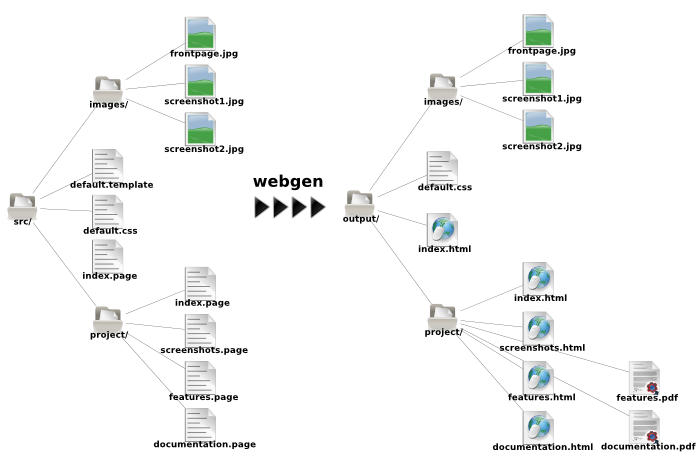 frontpage.jpg
screenshot1.jpg
images/
screenshot2.jpg
default.template
src/
default.css
index.page
index.page
project/
screenshots.page
features.page
documentation.page
webgen
frontpage.jpg
screenshot1.jpg
images/
screenshot2.jpg
default.css
output/
index.html
index.html
project/
screenshots.html
features.html
features.pdf
documentation.html
documentation.pdf